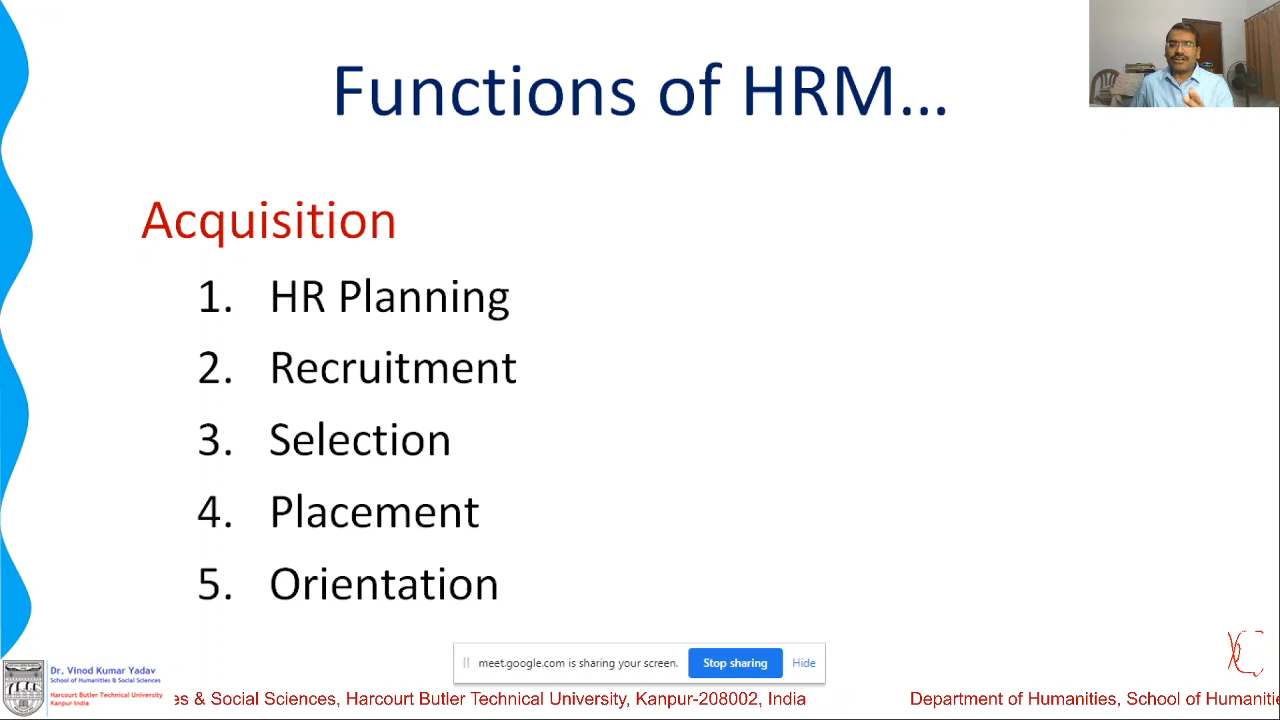 Functions of HRM...
Acquisition
1. HR Planning
2. Recruitment
3. Selection
4. Placement
5. Orientation
meet.google.com is sharing your screen. Stop sharing Hide
Dr. Vinod Kumar Yadav
School of Humanities & Social Sciences
Harcourt Butler Technical University
Kanpur India
es & Social Sciences, Harcourt Butler Technical University, Kanpur-208002, India
Department of Humanities, School of Humaniti